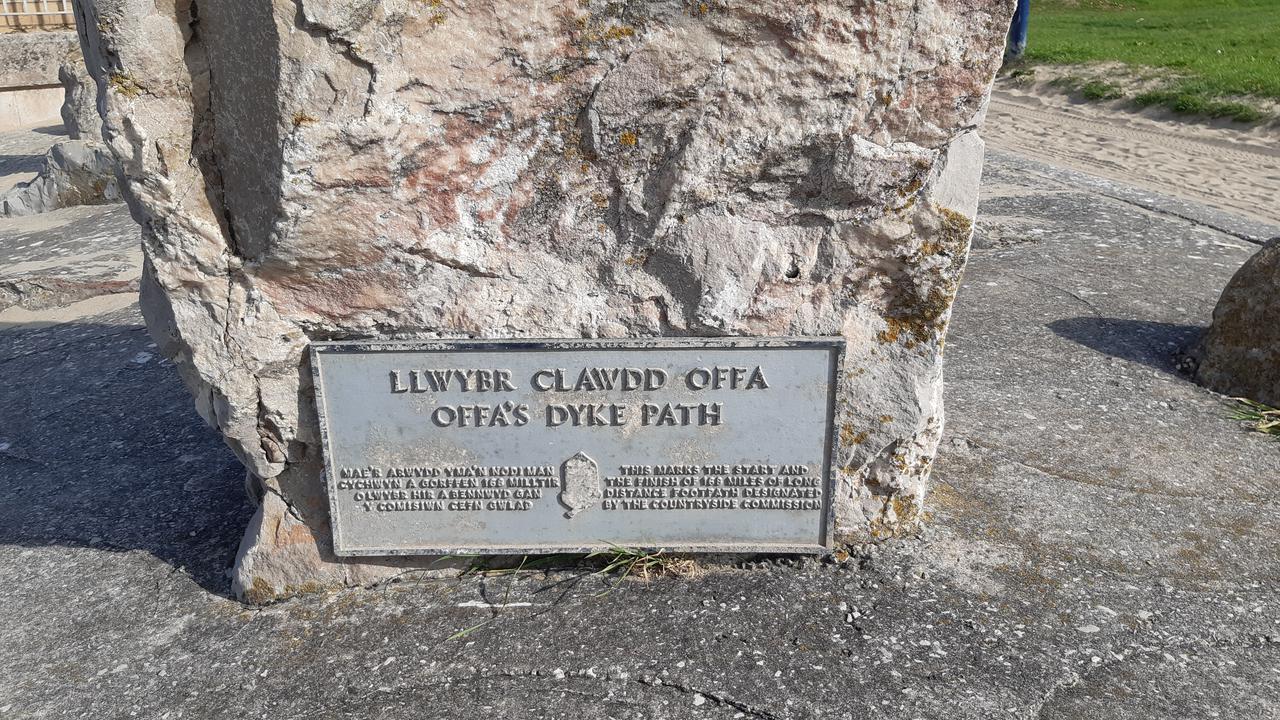 LLWYBR CLAWDD OFFA
OFFA'S DYKE PATH
MAE'R ARWYDD YMA'N NODI MAN
CYCHWYN A GORFFEN 168 MILLTIR
O LWYBR HIR A BENNWYD GAN
Y COMISIWN CEFN GWLAD
THIS MARKS THE START AND
THE FINISH OF 168 MILES OF LONG
DISTANCE FOOTPATH DESIGNATED
BY THE COUNTRYSIDE COMMISSION